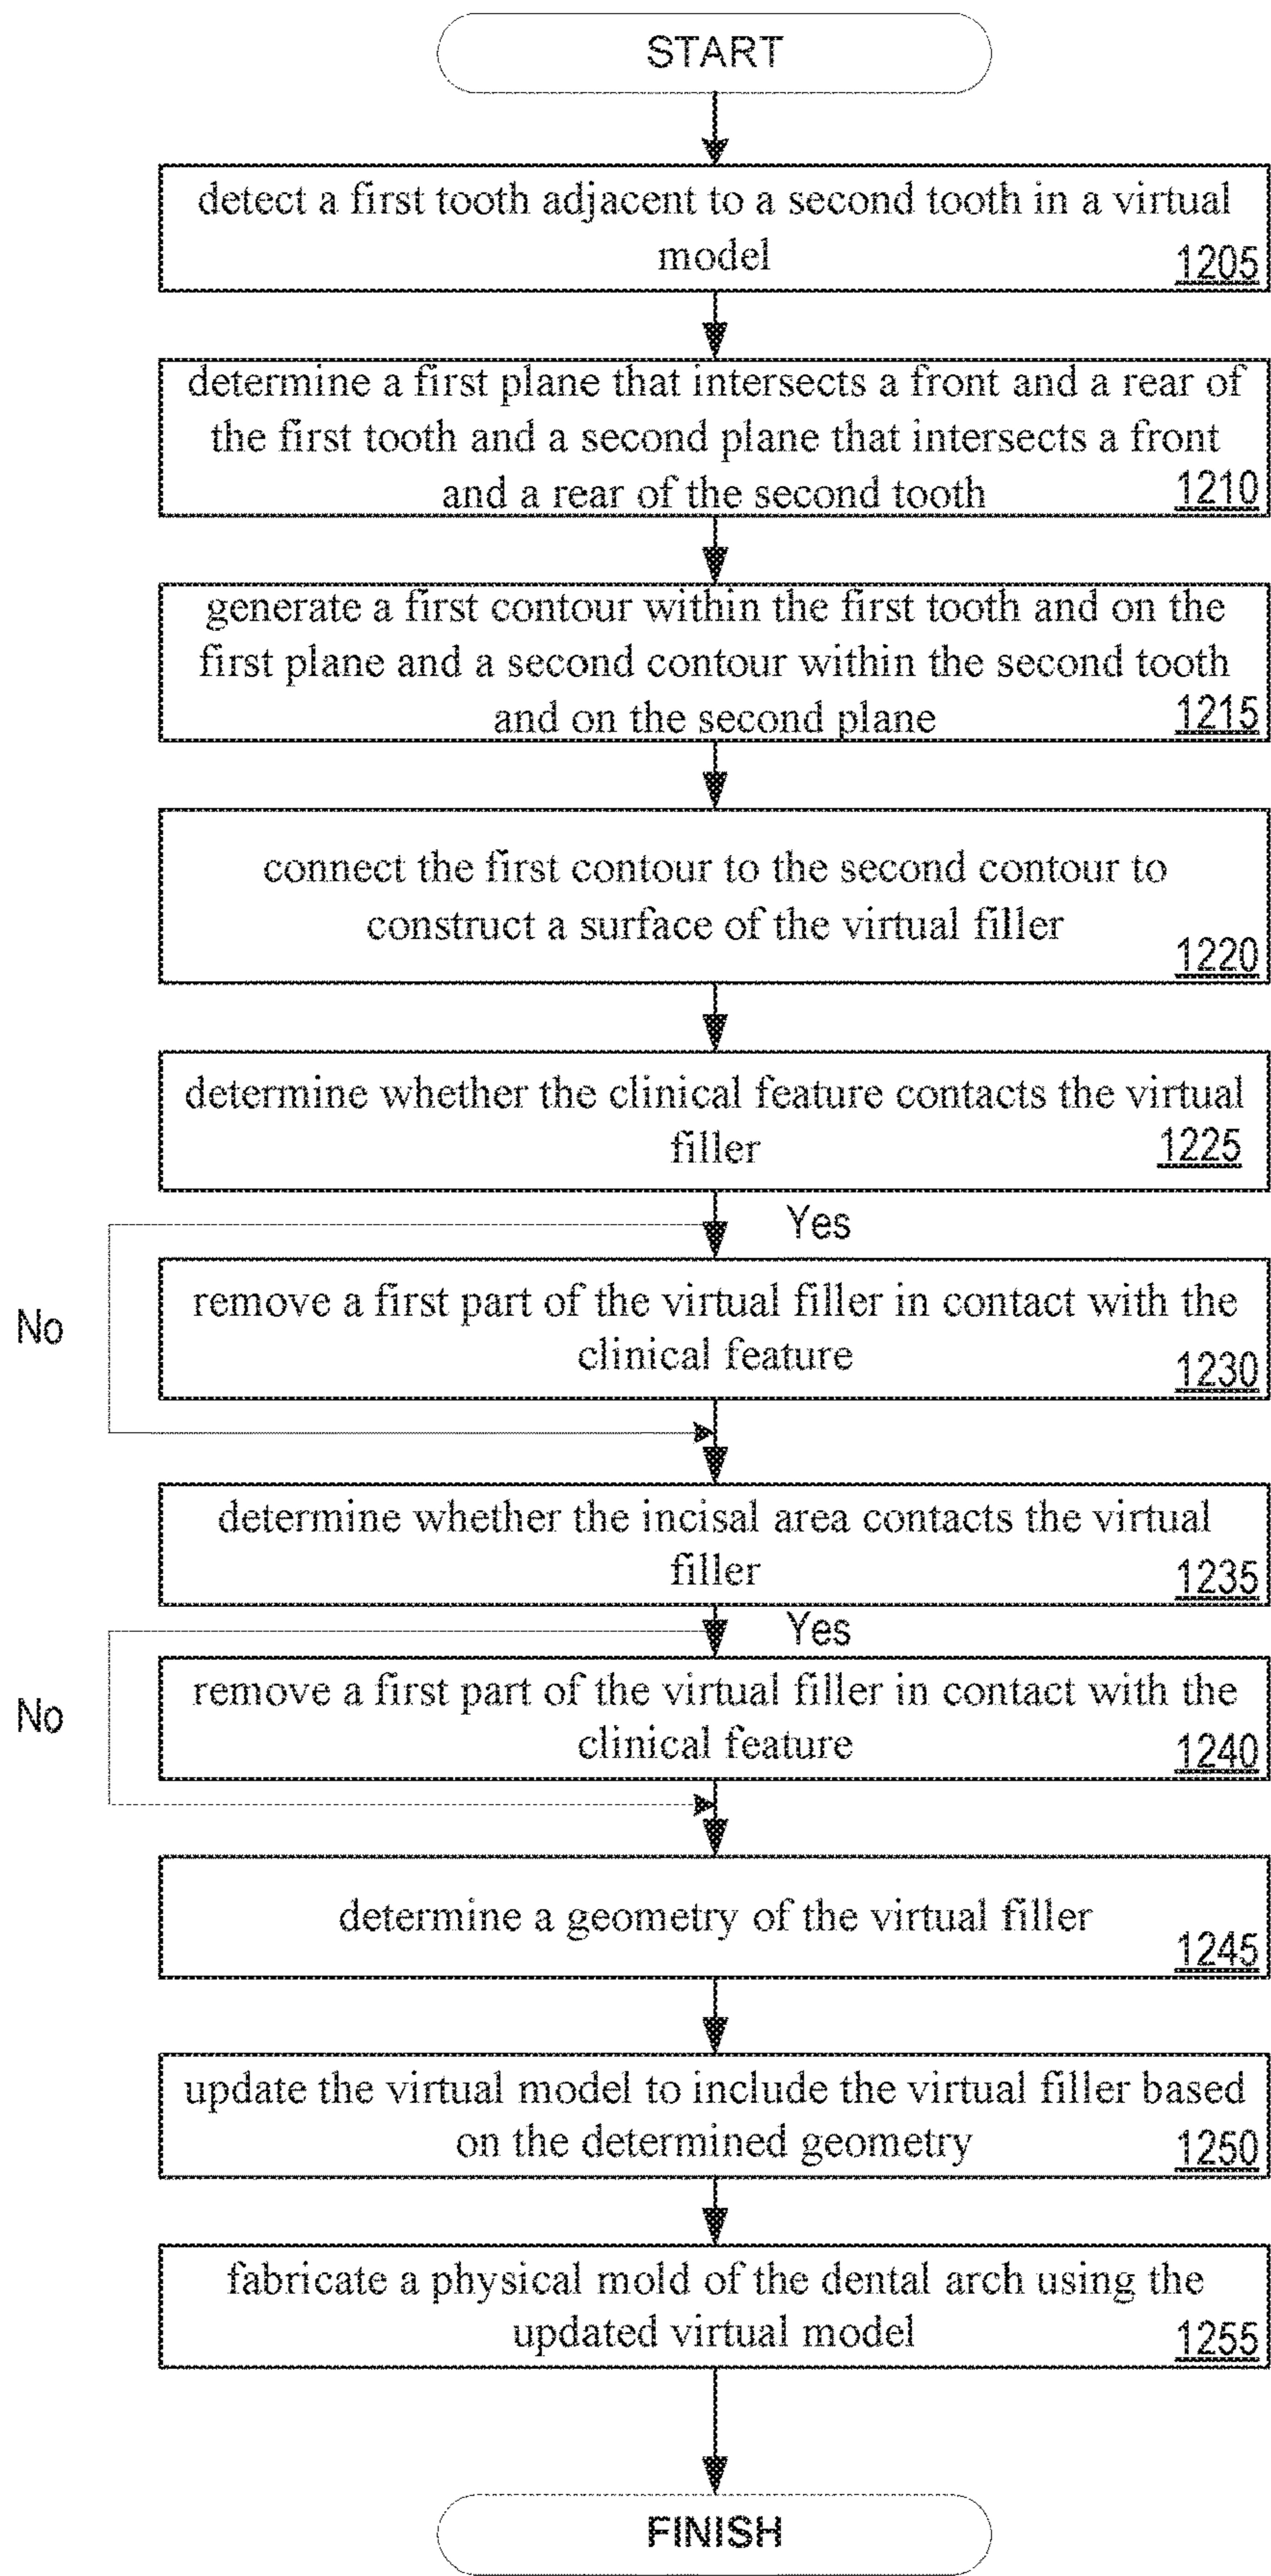 START
detect a first tooth adjacent to a second tooth in a virtual
model
1205
determine a first plane that intersects a front and a rear of
the first tooth and a second plane that intersects a front
and a rear of the second tooth
1210
generate a first contour within the first tooth and on the
first plane and a second contour within the second tooth
and on the second plane
1215
connect the first contour to the second contour to
construct a surface of the virtual filler
1220
determine whether the clinical feature contacts the virtual
filler
1225
Yes
No
remove a first part of the virtual filler in contact with the
clinical feature
1230
determine whether the incisal area contacts the virtual
filler
1235
Yes
No
remove a first part of the virtual filler in contact with the
clinical feature
1240
determine a geometry of the virtual filler
1245
update the virtual model to include the virtual filler based
on the determined geometry
1250
fabricate a physical mold of the dental arch using the
updated virtual model
1255
FINISH